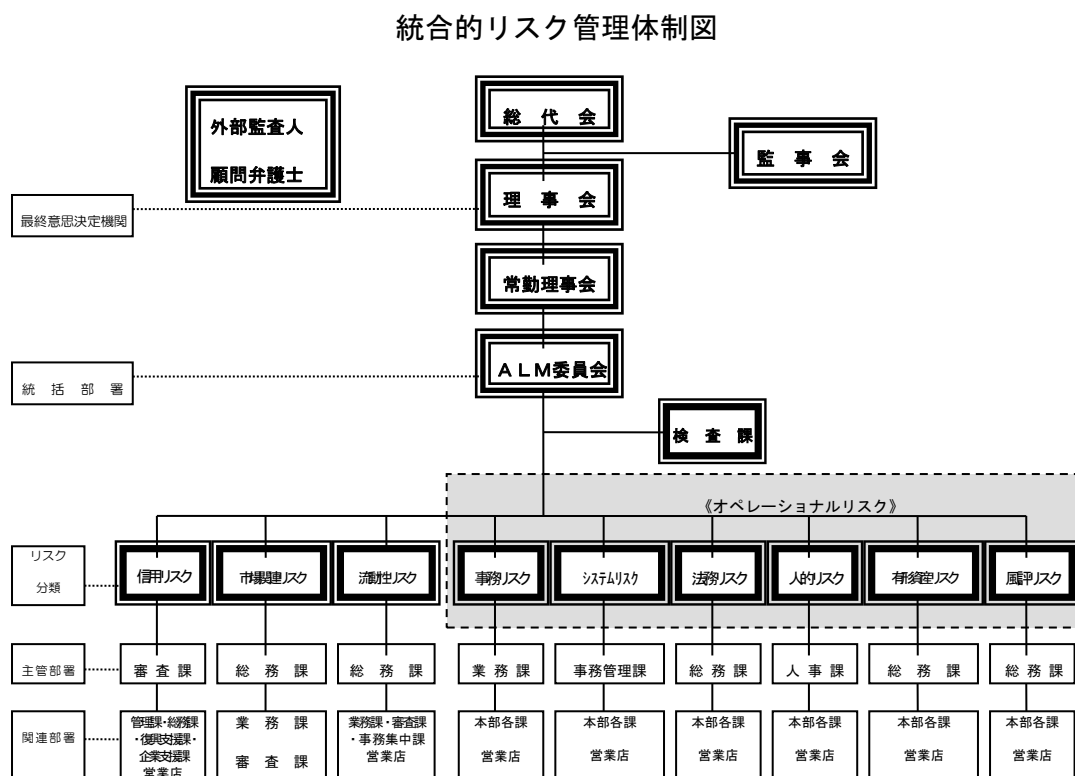 統合的リスク管理体制図
総代会
外部監査人
顧問弁護士
監事会
理事会
最終意思決定機関
常勤理事会
ALM委員会
統括部署
検査課
《オペレーショナルリスク》
リスク
分類
信用リスク
市場関連リスク
流動性リスク
事務リスク
システムリスク
法務リスク
人的リスク
有形資産リスク
風評リスク
主管部署
審査課
総務課
総務課
業務課
事務管理課
総務課
人事課
総務課
総務課
関連部署
管理課・総務課
・復興支援課・
企業支援課
営業店
業務課
審査課
業務課・審査課
・事務集中課
営業店
本部各課
営業店
本部各課
営業店
本部各課
営業店
本部各課
営業店
本部各課
営業店
本部各課
営業店